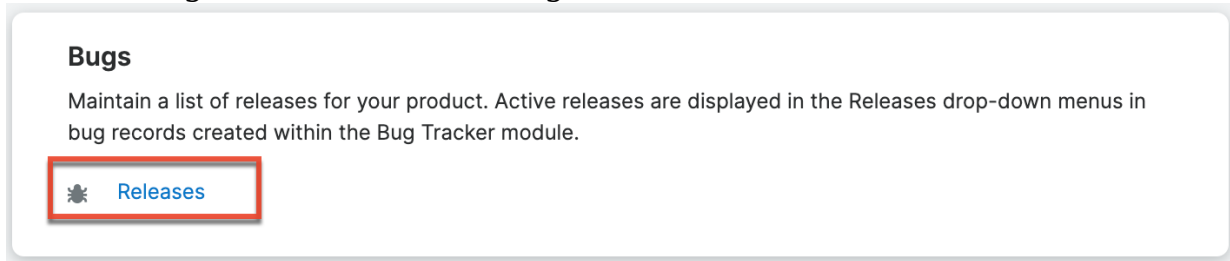 Bugs
Maintain a list of releases for your product. Active releases are displayed in the Releases drop-down menus in
bug records created within the Bug Tracker module.
Releases